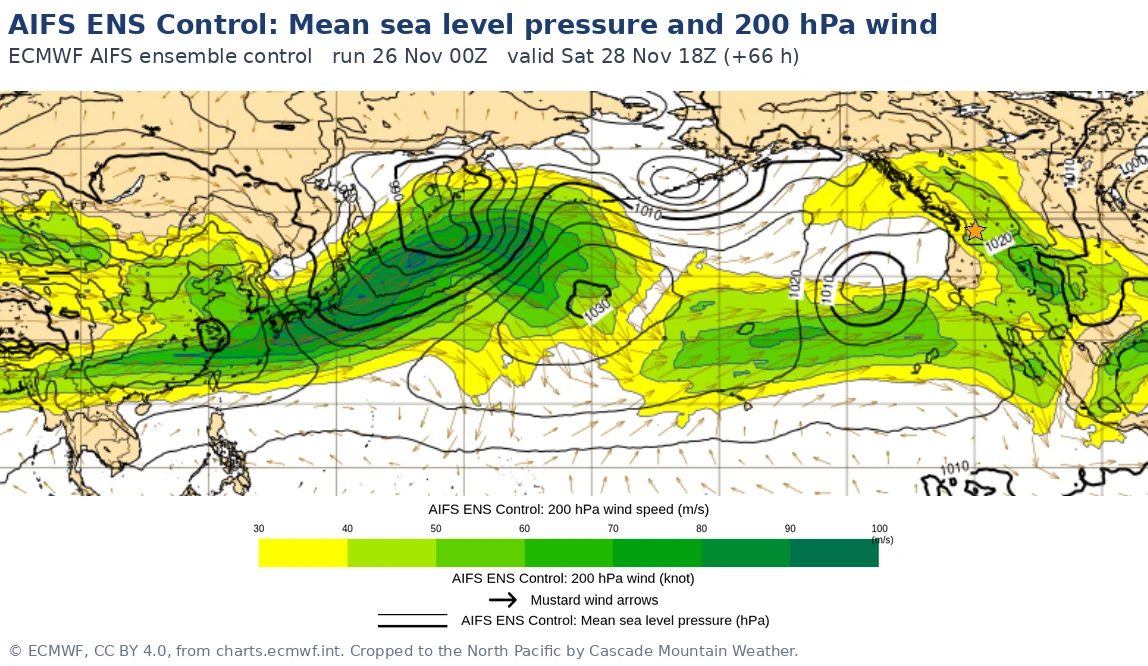 AIFS ENS Control: Mean sea level pressure and 200 hPa wind
ECMWF AIFS ensemble control run 26 Nov 00Z valid Sat 28 Nov 18Z (+66 h)
1010
1000
1010
1020
1020
1010
1030
1010
AIFS ENS Control: 200 hPa wind speed (m/s)
30 40 50 60 70 80 90 100
(m/s)
AIFS ENS Control: 200 hPa wind (knot)
Mustard wind arrows
AIFS ENS Control: Mean sea level pressure (hPa)
© ECMWF, CC BY 4.0, from charts.ecmwf.int. Cropped to the North Pacific by Cascade Mountain Weather.